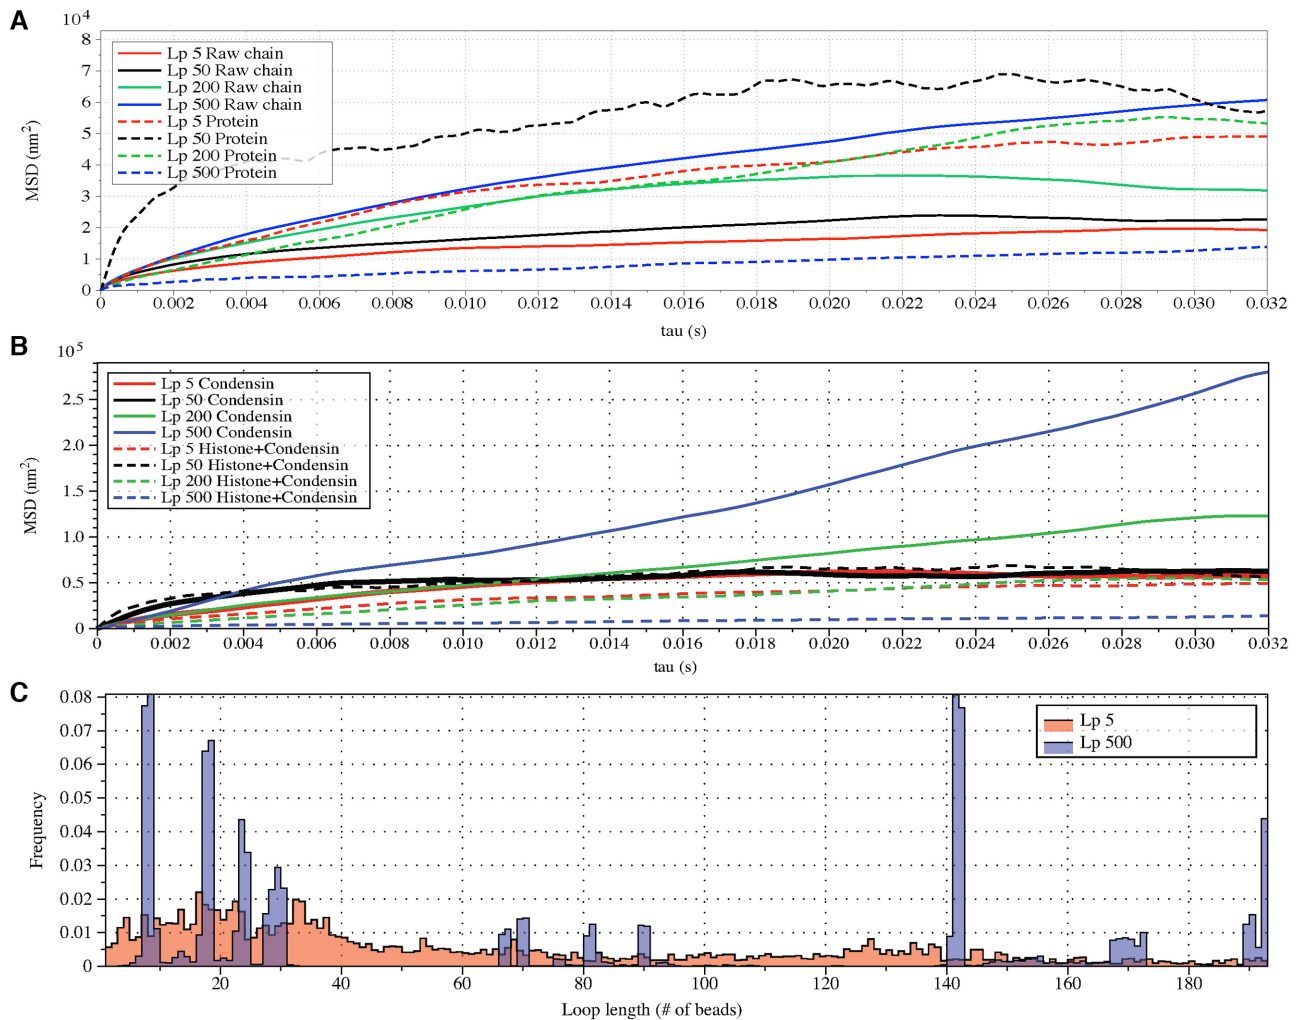 A
10⁴
8
7
6
5
4
3
2
1
0
MSD (nm²)
Lp 5 Raw chain
Lp 50 Raw chain
Lp 200 Raw chain
Lp 500 Raw chain
Lp 5 Protein
Lp 50 Protein
Lp 200 Protein
Lp 500 Protein
0 0.002 0.004 0.006 0.008 0.010 0.012 0.014 0.016 0.018 0.020 0.022 0.024 0.026 0.028 0.030 0.032
tau (s)
B
10⁵
2.5
2.0
1.5
1.0
0.5
0
MSD (nm²)
Lp 5 Condensin
Lp 50 Condensin
Lp 200 Condensin
Lp 500 Condensin
Lp 5 Histone+Condensin
Lp 50 Histone+Condensin
Lp 200 Histone+Condensin
Lp 500 Histone+Condensin
0 0.002 0.004 0.006 0.008 0.010 0.012 0.014 0.016 0.018 0.020 0.022 0.024 0.026 0.028 0.030 0.032
tau (s)
C
0.08
0.07
0.06
0.05
0.04
0.03
0.02
0.01
0
Frequency
Lp 5
Lp 500
20 40 60 80 100 120 140 160 180
Loop length (# of beads)